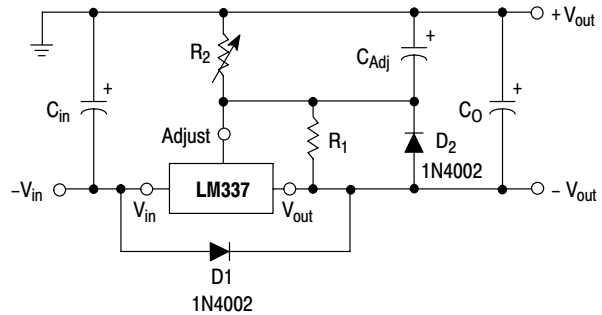 + Vout
R2
CAdj
+
+
Cin
+
CO
Adjust
R1
D2
1N4002
–Vin
Vin
LM337
Vout
– Vout
D1
1N4002